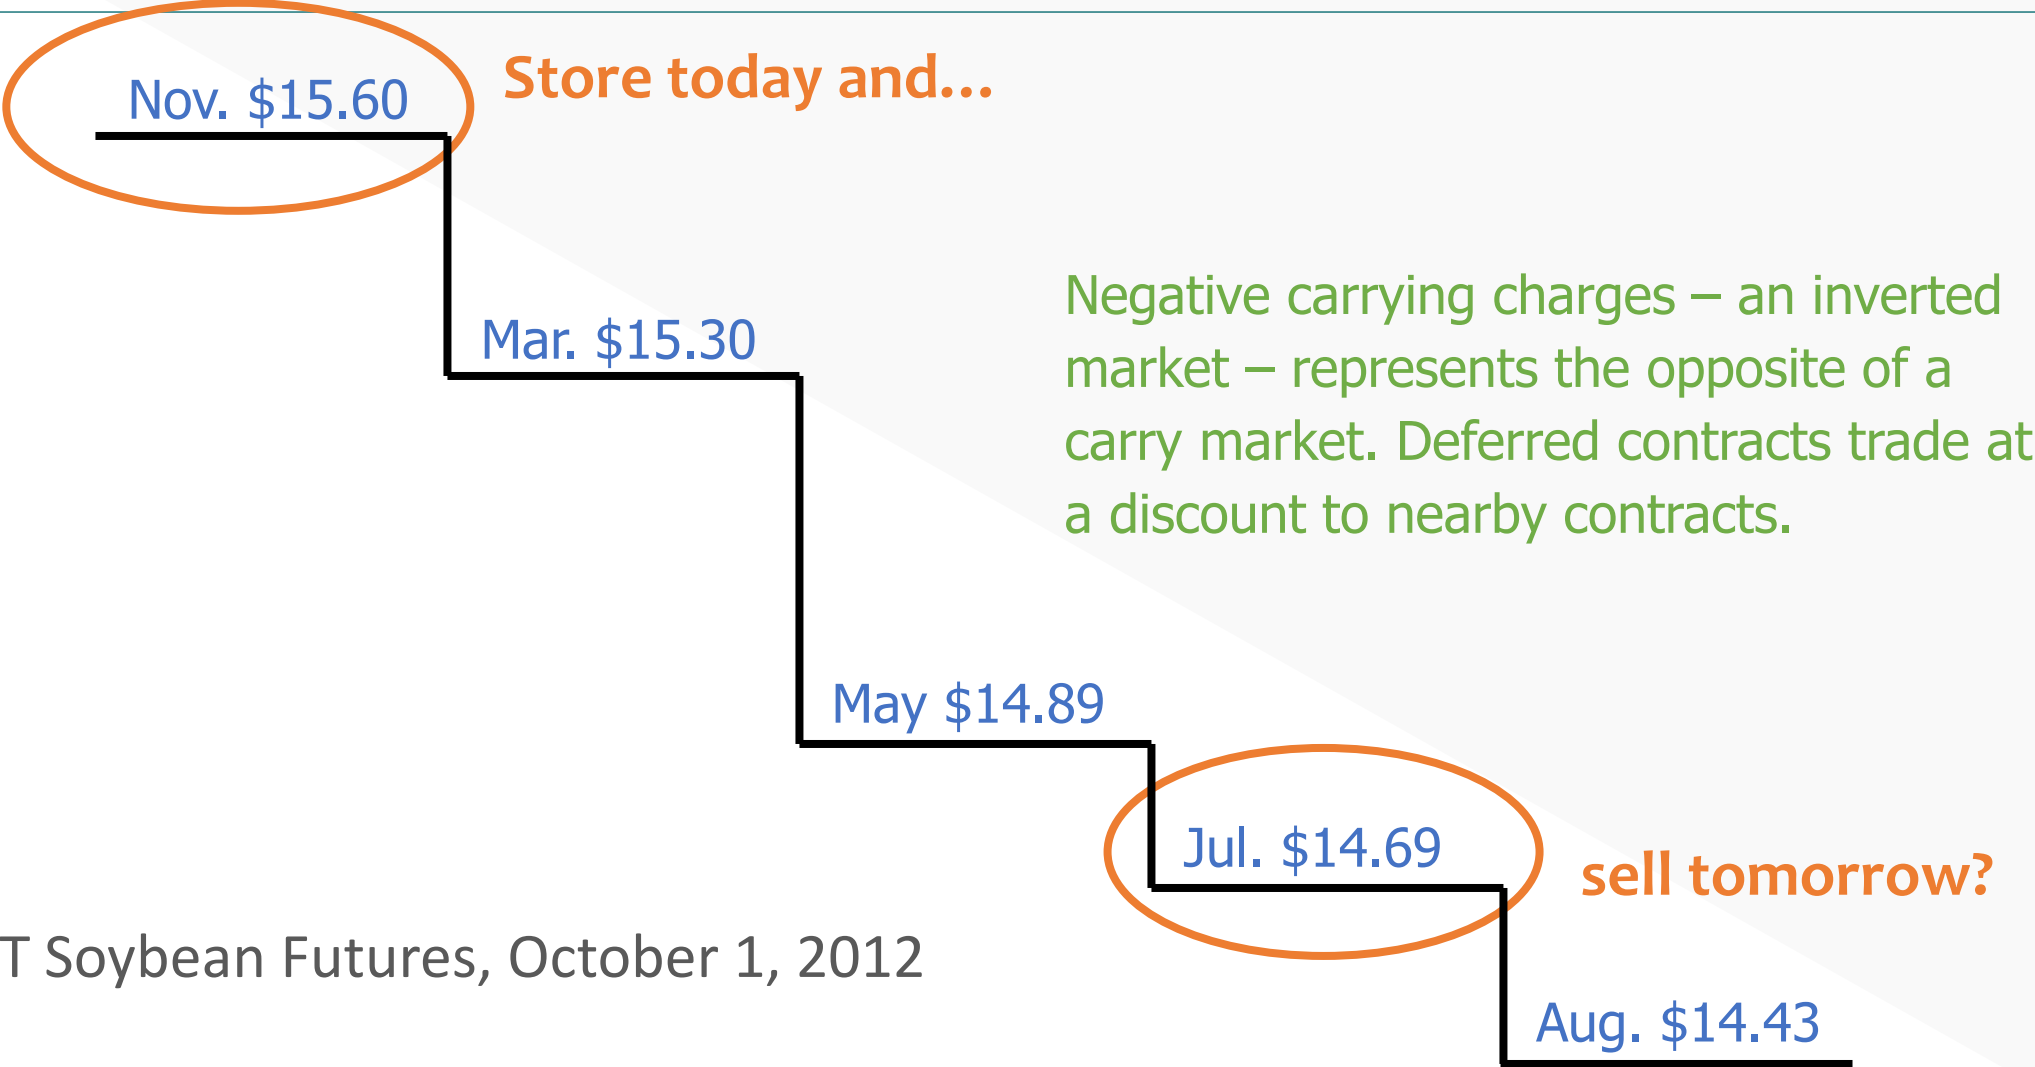 Nov. $15.60
Store today and...
Mar. $15.30
Negative carrying charges – an inverted
market – represents the opposite of a
carry market. Deferred contracts trade at
a discount to nearby contracts.
May $14.89
Jul. $14.69
sell tomorrow?
T Soybean Futures, October 1, 2012
Aug. $14.43